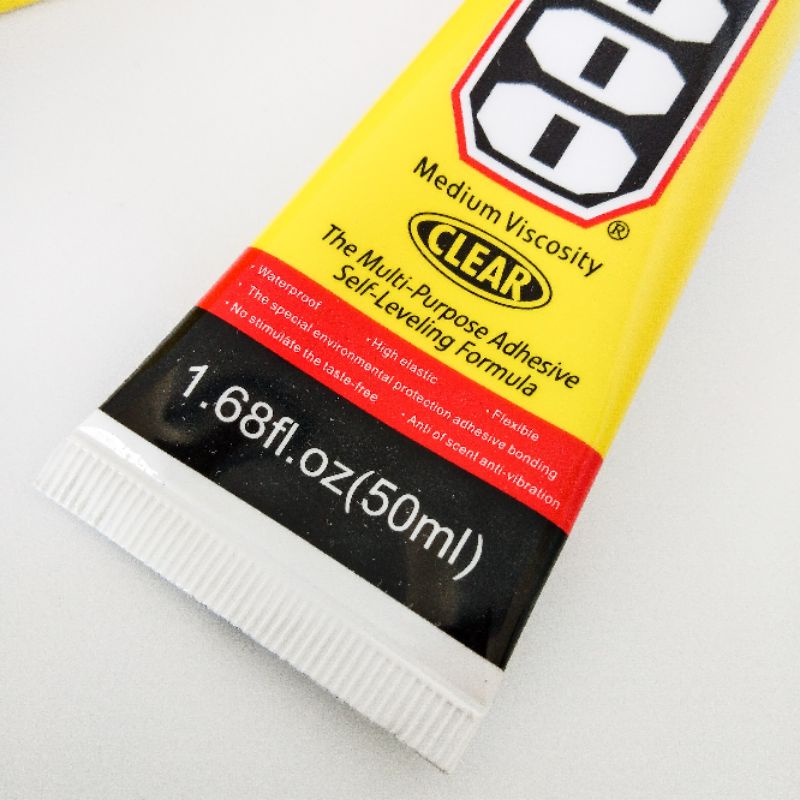 Medium Viscosity ®
CLEAR
The Multi-Purpose Adhesive
Self-Leveling Formula
· Waterproof · High elastic · Flexible
· The special environmental protection adhesive bonding
· No stimulate the taste-free · Anti of scent anti-vibration
1.68fl.oz(50ml)